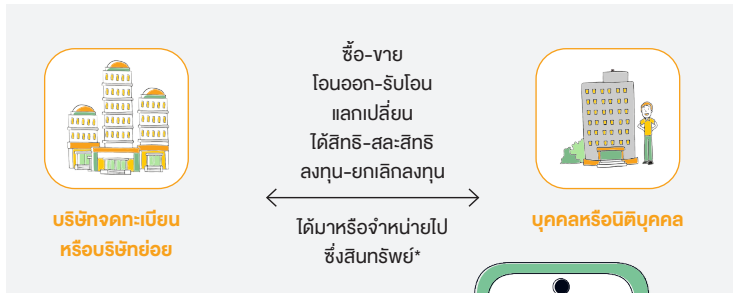 ซื้อ-ขาย
โอนออก-รับโอน
แลกเปลี่ยน
ได้สิทธิ-สละสิทธิ
ลงทุน-ยกเลิกลงทุน
บริษัทจดทะเบียน
หรือบริษัทย่อย
ได้มาหรือจำหน่ายไป
ซึ่งสินทรัพย์*
บุคคลหรือนิติบุคคล